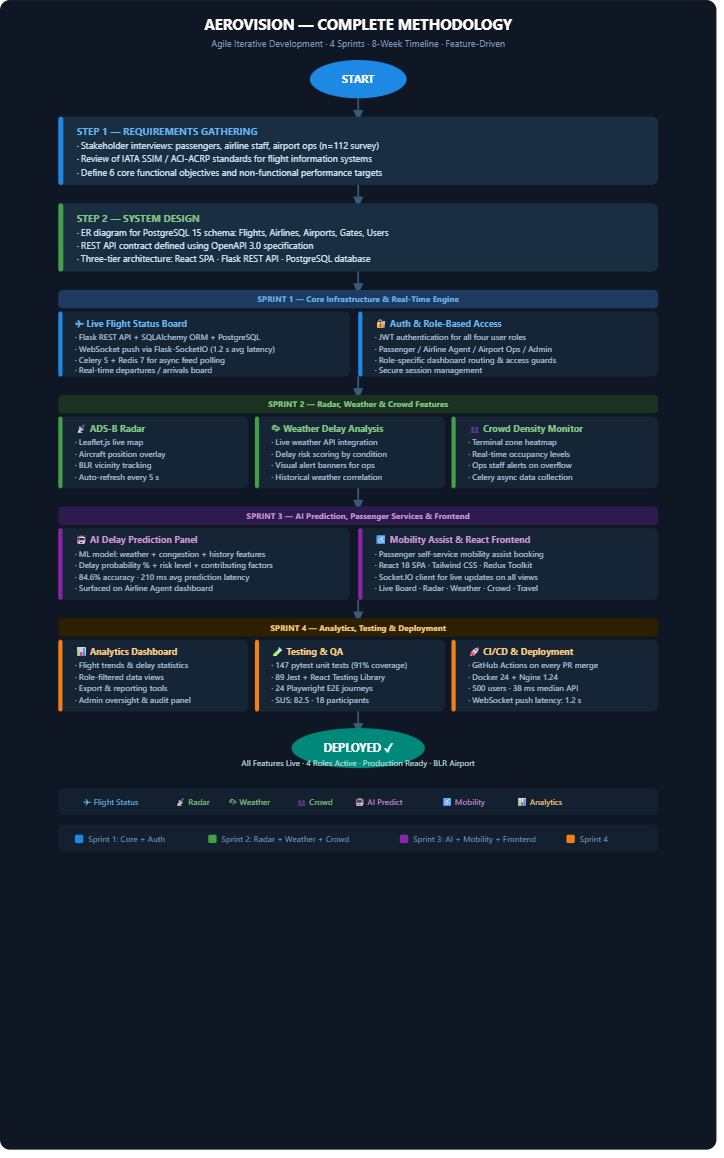 AEROVISION — COMPLETE METHODOLOGY
Agile Iterative Development · 4 Sprints · 8-Week Timeline · Feature-Driven
START
STEP 1 — REQUIREMENTS GATHERING
· Stakeholder interviews: passengers, airline staff, airport ops (n=112 survey)
· Review of IATA SSIM / ACI-ACRP standards for flight information systems
· Define 6 core functional objectives and non-functional performance targets
STEP 2 — SYSTEM DESIGN
· ER diagram for PostgreSQL 15 schema: Flights, Airlines, Airports, Gates, Users
· REST API contract defined using OpenAPI 3.0 specification
· Three-tier architecture: React SPA · Flask REST API · PostgreSQL database
SPRINT 1 — Core Infrastructure & Real-Time Engine
✈ Live Flight Status Board
· Flask REST API + SQLAlchemy ORM + PostgreSQL
· WebSocket push via Flask-SocketIO (1.2 s avg latency)
· Celery 5 + Redis 7 for async feed polling
· Real-time departures / arrivals board
🔐 Auth & Role-Based Access
· JWT authentication for all four user roles
· Passenger / Airline Agent / Airport Ops / Admin
· Role-specific dashboard routing & access guards
· Secure session management
SPRINT 2 — Radar, Weather & Crowd Features
📡 ADS-B Radar
· Leaflet.js live map
· Aircraft position overlay
· BLR vicinity tracking
· Auto-refresh every 5 s
🌤 Weather Delay Analysis
· Live weather API integration
· Delay risk scoring by condition
· Visual alert banners for ops
· Historical weather correlation
👥 Crowd Density Monitor
· Terminal zone heatmap
· Real-time occupancy levels
· Ops staff alerts on overflow
· Celery async data collection
SPRINT 3 — AI Prediction, Passenger Services & Frontend
🤖 AI Delay Prediction Panel
· ML model: weather + congestion + history features
· Delay probability % + risk level + contributing factors
· 84.6% accuracy · 210 ms avg prediction latency
· Surfaced on Airline Agent dashboard
♿ Mobility Assist & React Frontend
· Passenger self-service mobility assist booking
· React 18 SPA · Tailwind CSS · Redux Toolkit
· Socket.IO client for live updates on all views
· Live Board · Radar · Weather · Crowd · Travel
SPRINT 4 — Analytics, Testing & Deployment
📊 Analytics Dashboard
· Flight trends & delay statistics
· Role-filtered data views
· Export & reporting tools
· Admin oversight & audit panel
🧪 Testing & QA
· 147 pytest unit tests (91% coverage)
· 89 Jest + React Testing Library
· 24 Playwright E2E journeys
· SUS: 82.5 · 18 participants
🚀 CI/CD & Deployment
· GitHub Actions on every PR merge
· Docker 24 + Nginx 1.24
· 500 users · 38 ms median API
· WebSocket push latency: 1.2 s
DEPLOYED ✓
All Features Live · 4 Roles Active · Production Ready · BLR Airport
✈ Flight Status
📡 Radar
🌤 Weather
👥 Crowd
🤖 AI Predict
♿ Mobility
📊 Analytics
Sprint 1: Core + Auth
Sprint 2: Radar + Weather + Crowd
Sprint 3: AI + Mobility + Frontend
Sprint 4